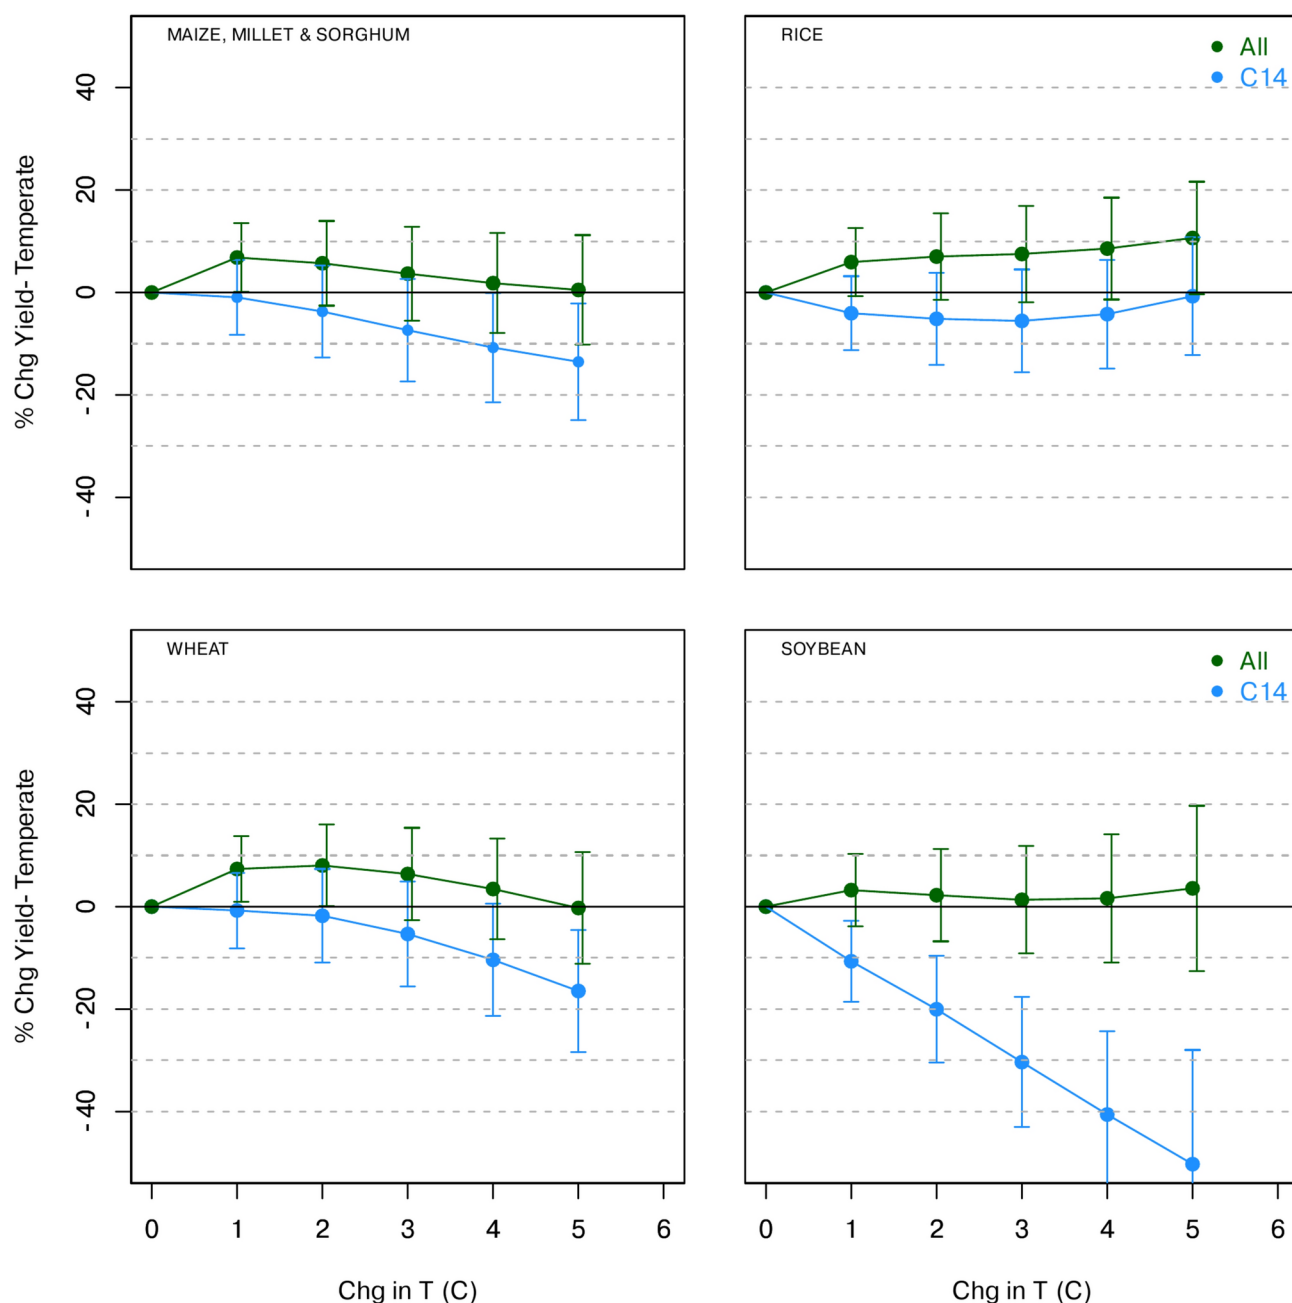 MAIZE, MILLET & SORGHUM
RICE
All
C14
% Chg Yield- Temperate
40
20
0
-20
-40
WHEAT
SOYBEAN
All
C14
% Chg Yield- Temperate
40
20
0
-20
-40
0 1 2 3 4 5 6
0 1 2 3 4 5 6
Chg in T (C)
Chg in T (C)